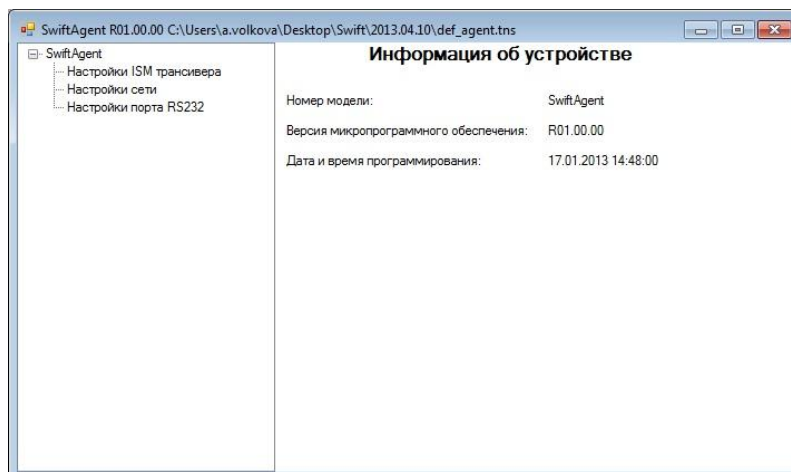 SwiftAgent R01.00.00 C:\Users\a.volkova\Desktop\Swift\2013.04.10\def_agent.tns
SwiftAgent
Настройки ISM трансивера
Настройки сети
Настройки порта RS232
Информация об устройстве
Номер модели: SwiftAgent
Версия микропрограммного обеспечения: R01.00.00
Дата и время программирования: 17.01.2013 14:48:00